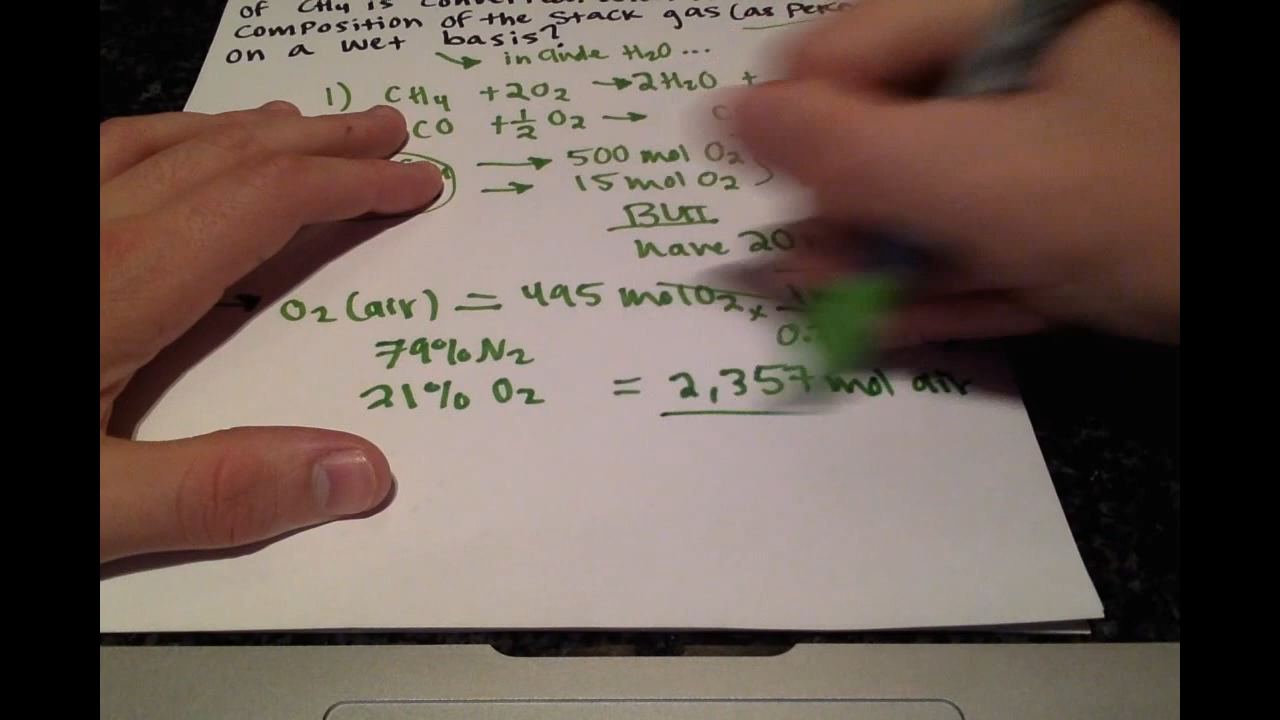 of CH4 is
composition of the stack gas (as
on a wet basis?
include H2O ...
1) CH4 + 2O2 → 2H2O +
CO + 1/2 O2 →
→ 500 mol O2
→ 15 mol O2
BUT
have 20
→ O2 (air) = 495 mol O2 x
79% N2
21% O2 = 2,357 mol air